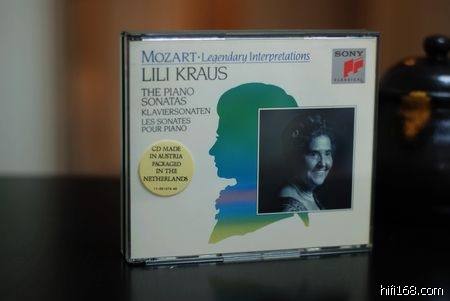 MOZART · Legendary Interpretations
LILI KRAUS
THE PIANO
SONATAS
KLAVIERSONATEN
LES SONATES
POUR PIANO
SONY
CLASSICAL
CD MADE
IN AUSTRIA
PACKAGED
IN THE
NETHERLANDS
hifi168.com